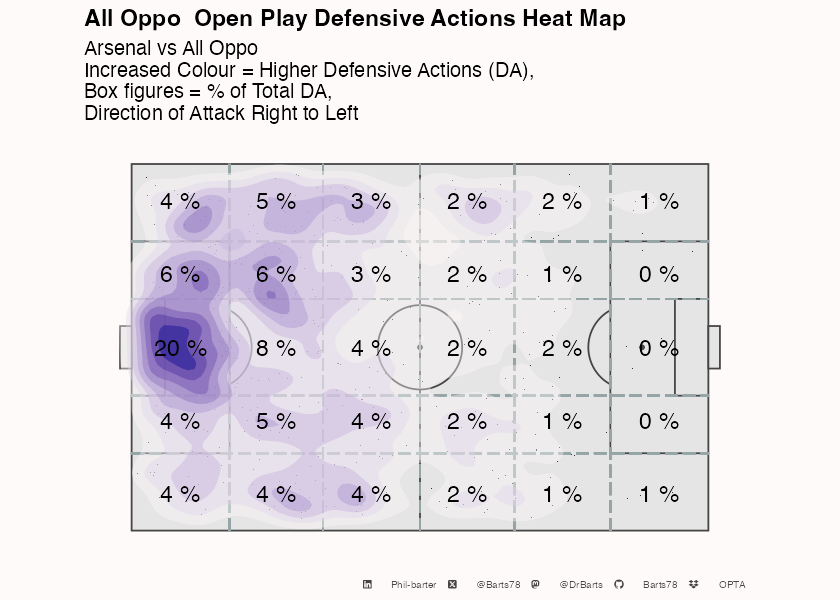 All Oppo  Open Play Defensive Actions Heat Map
Arsenal vs All Oppo
Increased Colour = Higher Defensive Actions (DA),
Box figures = % of Total DA,
Direction of Attack Right to Left
4 % 5 % 3 % 2 % 2 % 1 %
6 % 6 % 3 % 2 % 1 % 0 %
20 % 8 % 4 % 2 % 2 % 0 %
4 % 5 % 4 % 2 % 1 % 0 %
4 % 4 % 4 % 2 % 1 % 1 %
Phil-barter @Barts78 @DrBarts Barts78 OPTA